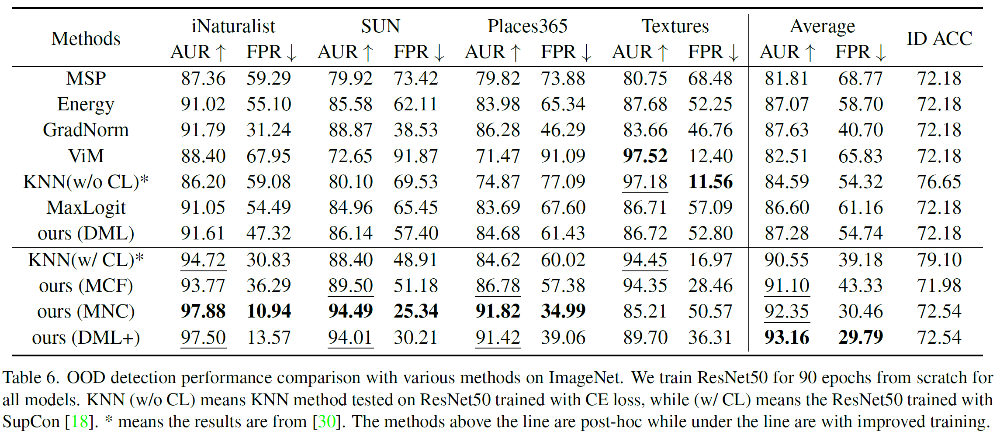 Methods iNaturalist SUN Places365 Textures Average ID ACC
AUR ↑ FPR ↓ AUR ↑ FPR ↓ AUR ↑ FPR ↓ AUR ↑ FPR ↓ AUR ↑ FPR ↓
MSP 87.36 59.29 79.92 73.42 79.82 73.88 80.75 68.48 81.81 68.77 72.18
Energy 91.02 55.10 85.58 62.11 83.98 65.34 87.68 52.25 87.07 58.70 72.18
GradNorm 91.79 31.24 88.87 38.53 86.28 46.29 83.66 46.76 87.63 40.70 72.18
ViM 88.40 67.95 72.65 91.87 71.47 91.09 97.52 12.40 82.51 65.83 72.18
KNN(w/o CL)* 86.20 59.08 80.10 69.53 74.87 77.09 97.18 11.56 84.59 54.32 76.65
MaxLogit 91.05 54.49 84.96 65.45 83.69 67.60 86.71 57.09 86.60 61.16 72.18
ours (DML) 91.61 47.32 86.14 57.40 84.68 61.43 86.72 52.80 87.28 54.74 72.18
KNN(w/ CL)* 94.72 30.83 88.40 48.91 84.62 60.02 94.45 16.97 90.55 39.18 79.10
ours (MCF) 93.77 36.29 89.50 51.18 86.78 57.38 94.35 28.46 91.10 43.33 71.98
ours (MNC) 97.88 10.94 94.49 25.34 91.82 34.99 85.21 50.57 92.35 30.46 72.54
ours (DML+) 97.50 13.57 94.01 30.21 91.42 39.06 89.70 36.31 93.16 29.79 72.54
Table 6. OOD detection performance comparison with various methods on ImageNet. We train ResNet50 for 90 epochs from scratch for
all models. KNN (w/o CL) means KNN method tested on ResNet50 trained with CE loss, while (w/ CL) means the ResNet50 trained with
SupCon [18]. * means the results are from [30]. The methods above the line are post-hoc while under the line are with improved training.